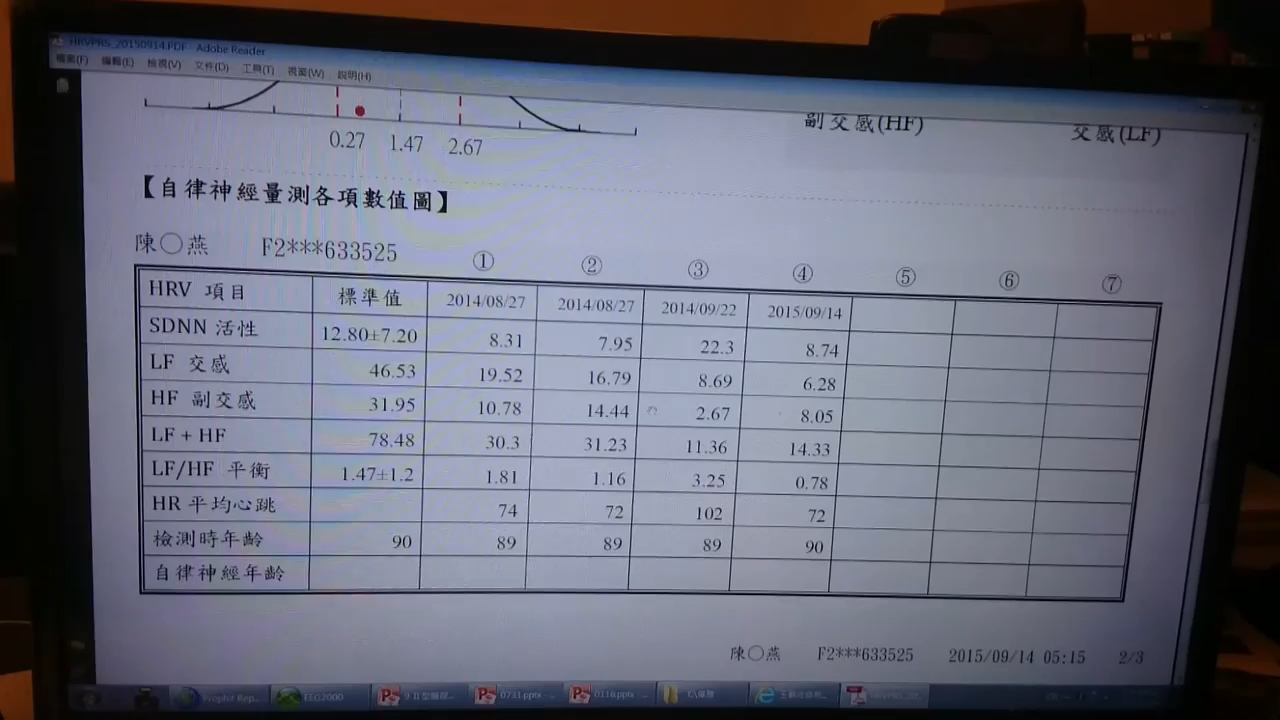 HRVPRS_20150914.PDF - Adobe Reader
檔案(F) 編輯(E) 檢視(V) 文件(D) 工具(T) 視窗(W) 說明(H)
0.27 1.47 2.67
副交感(HF) 交感(LF)
【自律神經量測各項數值圖】
陳○燕 F2***633525 ① ② ③ ④ ⑤ ⑥ ⑦
HRV 項目 標準值 2014/08/27 2014/08/27 2014/09/22 2015/09/14
SDNN 活性 12.80±7.20 8.31 7.95 22.3 8.74
LF 交感 46.53 19.52 16.79 8.69 6.28
HF 副交感 31.95 10.78 14.44 2.67 8.05
LF+HF 78.48 30.3 31.23 11.36 14.33
LF/HF 平衡 1.47±1.2 1.81 1.16 3.25 0.78
HR 平均心跳 74 72 102 72
檢測時年齡 90 89 89 89 90
自律神經年齡
陳○燕 F2***633525 2015/09/14 05:15 2/3
Prophit Rep... EEG2000 0731.pptx 0116.pptx